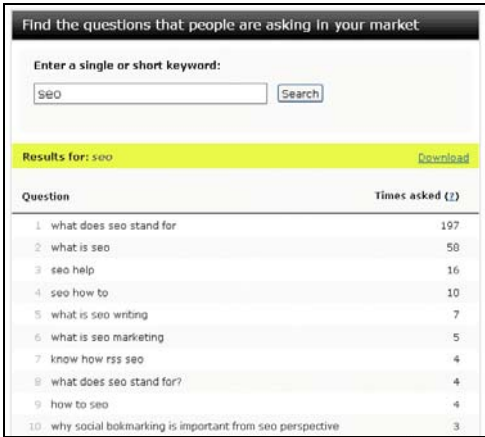 Find the questions that people are asking in your market
Enter a single or short keyword:
seo Search
Results for: seo Download
Question Times asked (?)
1 what does seo stand for 197
2 what is seo 58
3 seo help 16
4 seo how to 10
5 what is seo writing 7
6 what is seo marketing 5
7 know how rss seo 4
8 what does seo stand for? 4
9 how to seo 4
10 why social bokmarking is important from seo perspective 3